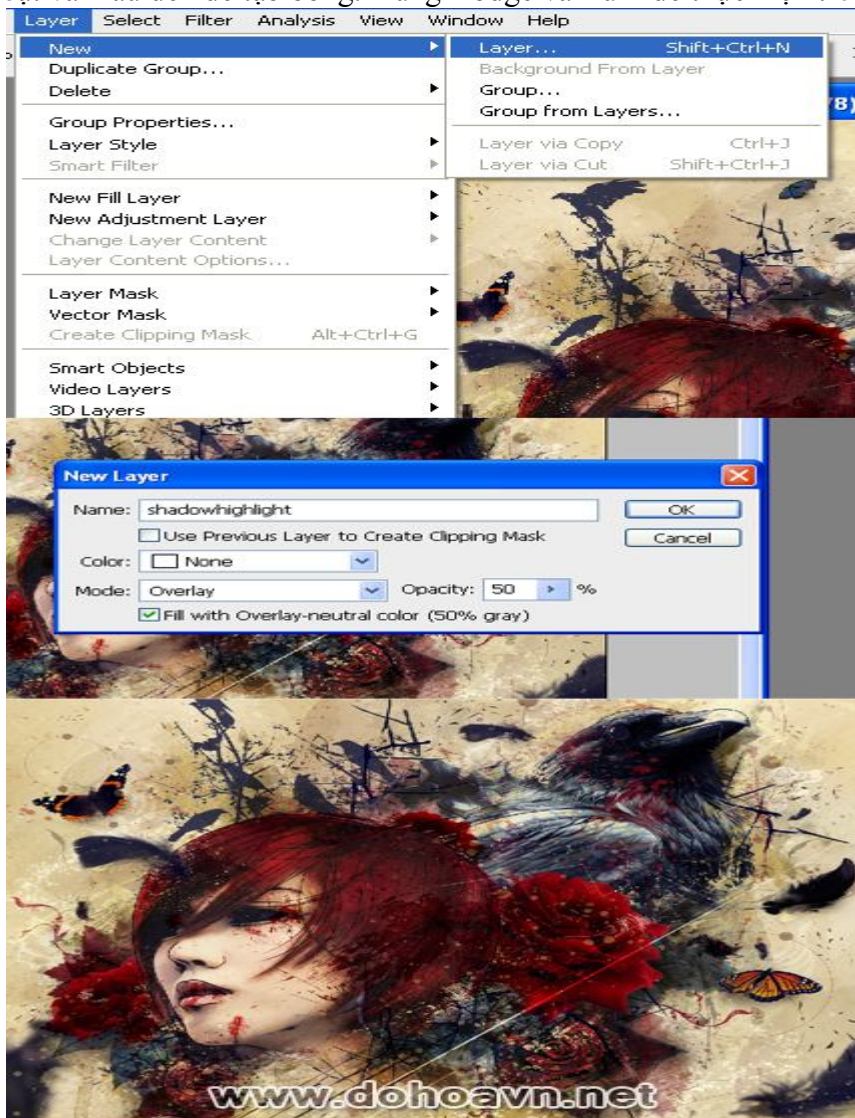 Layer Select Filter Analysis View Window Help
New
Duplicate Group...
Delete
Group Properties...
Layer Style
Smart Filter
New Fill Layer
New Adjustment Layer
Change Layer Content
Layer Content Options...
Layer Mask
Vector Mask
Create Clipping Mask Alt+Ctrl+G
Smart Objects
Video Layers
3D Layers
Layer... Shift+Ctrl+N
Background From Layer
Group...
Group from Layers...
Layer via Copy Ctrl+J
Layer via Cut Shift+Ctrl+J
/8)
New Layer
Name: shadowhighlight
OK
Use Previous Layer to Create Clipping Mask
Cancel
Color: None
Mode: Overlay Opacity: 50 %
Fill with Overlay-neutral color (50% gray)
www.dohoavn.net